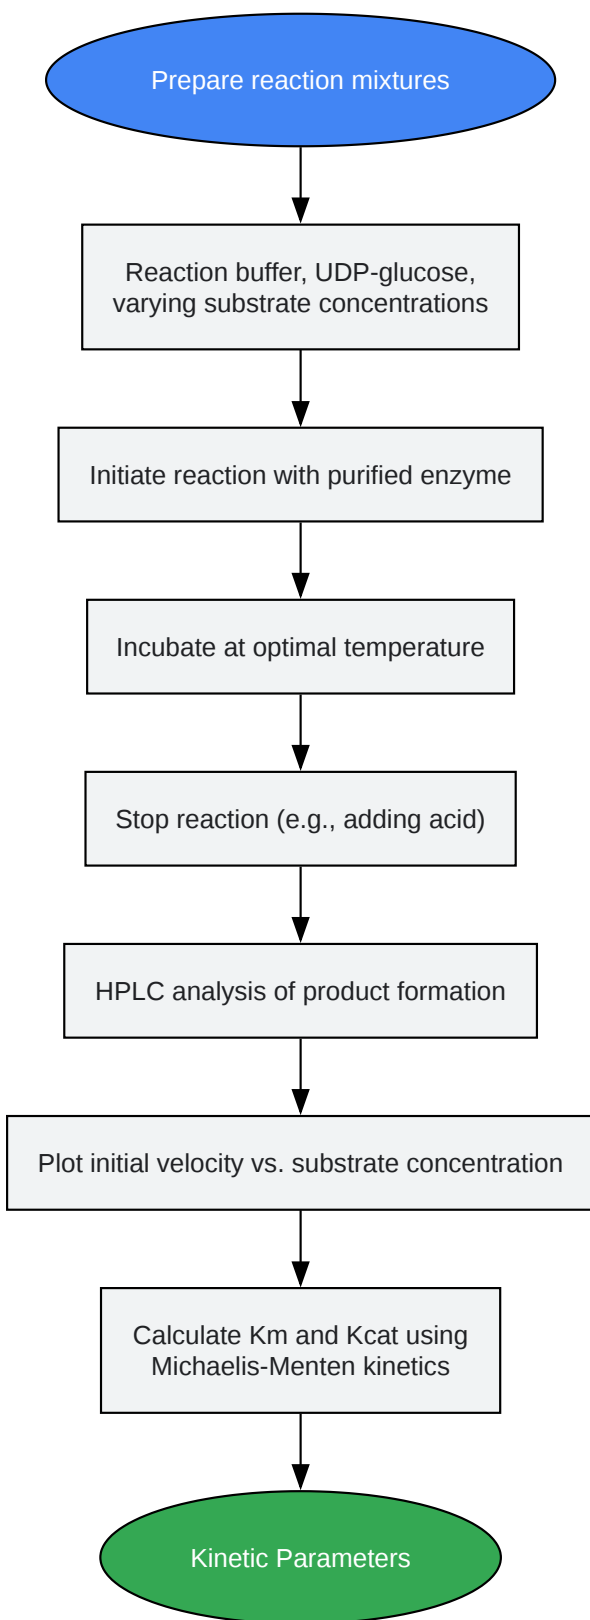 Prepare reaction mixtures
Reaction buffer, UDP-glucose,
varying substrate concentrations
Initiate reaction with purified enzyme
Incubate at optimal temperature
Stop reaction (e.g., adding acid)
HPLC analysis of product formation
Plot initial velocity vs. substrate concentration
Calculate Km and Kcat using
Michaelis-Menten kinetics
Kinetic Parameters